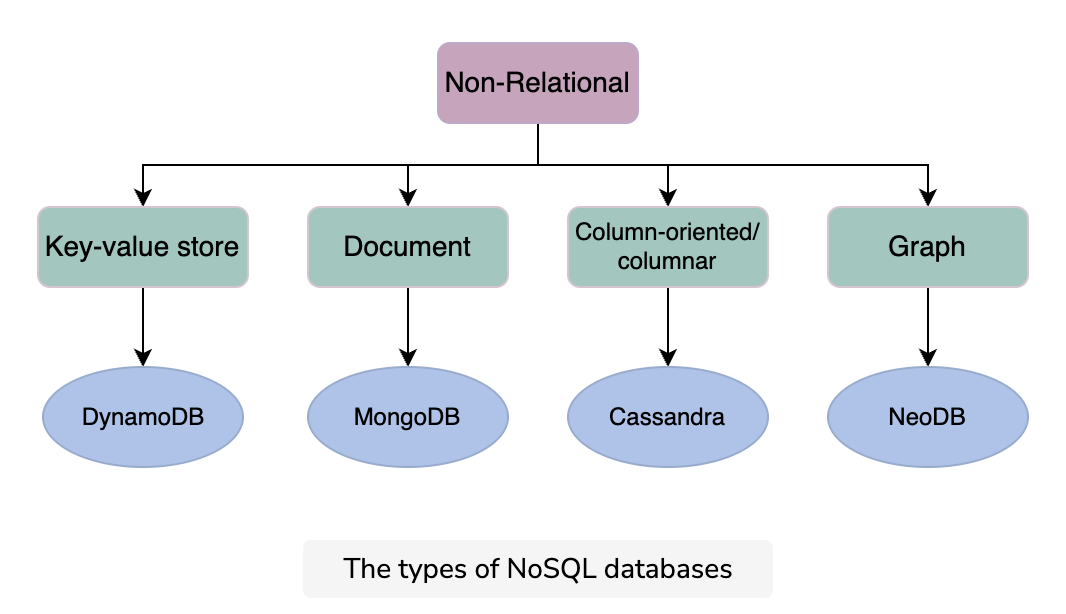 Non-Relational
Key-value store
Document
Column-oriented/
columnar
Graph
DynamoDB
MongoDB
Cassandra
NeoDB
The types of NoSQL databases